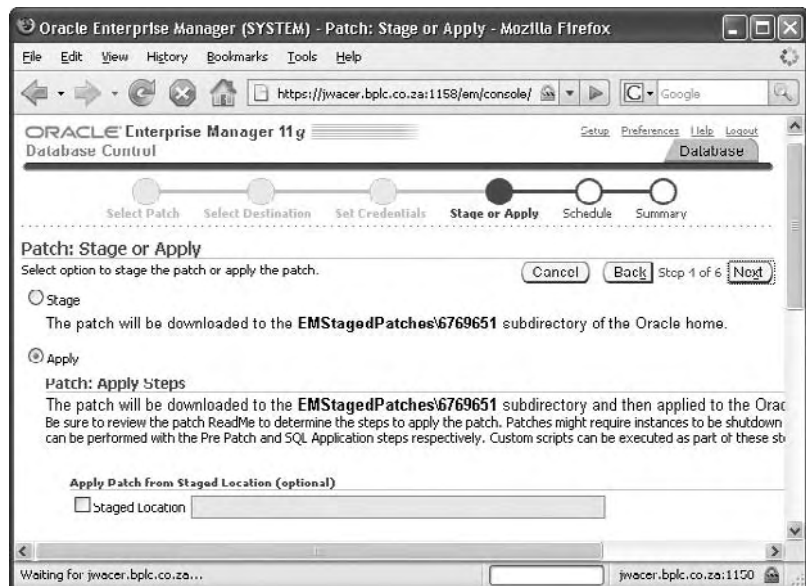 Oracle Enterprise Manager (SYSTEM) - Patch: Stage or Apply - Mozilla Firefox
File Edit View History Bookmarks Tools Help
https://jwacer.bplc.co.za:1158/em/console/
Google
ORACLE Enterprise Manager 11g
Setup Preferences Help Logout
Database Control
Database
Select Patch Select Destination Set Credentials Stage or Apply Schedule Summary
Patch: Stage or Apply
Select option to stage the patch or apply the patch.
Cancel Back Step 4 of 6 Next
Stage
The patch will be downloaded to the EMStagedPatches\6769651 subdirectory of the Oracle home.
Apply
Patch: Apply Steps
The patch will be downloaded to the EMStagedPatches\6769651 subdirectory and then applied to the Orac
Be sure to review the patch ReadMe to determine the steps to apply the patch. Patches might require instances to be shutdown
can be performed with the Pre Patch and SQL Application steps respectively. Custom scripts can be executed as part of these st
Apply Patch from Staged Location (optional)
Staged Location
Waiting for jwacer.bplc.co.za...
jwacer.bplc.co.za:1158